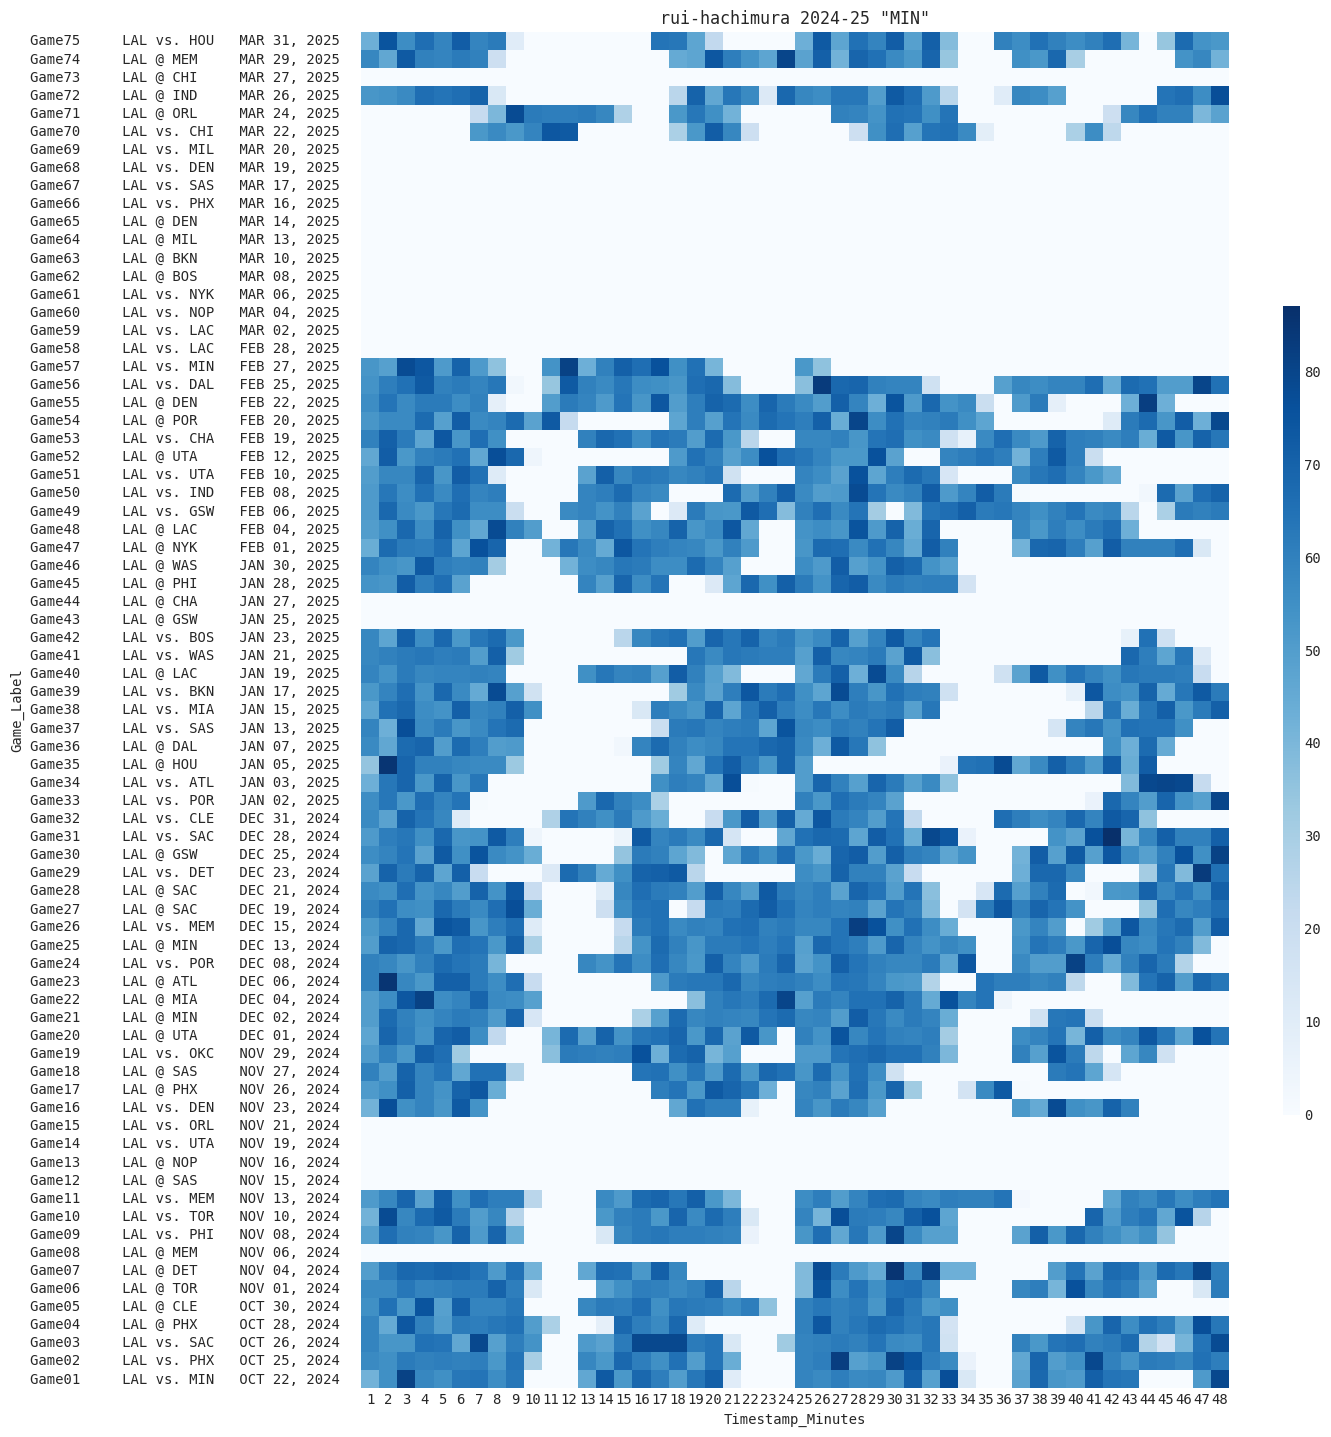 rui-hachimura 2024-25 "MIN"
Game75 LAL vs. HOU MAR 31, 2025
Game74 LAL @ MEM MAR 29, 2025
Game73 LAL @ CHI MAR 27, 2025
Game72 LAL @ IND MAR 26, 2025
Game71 LAL @ ORL MAR 24, 2025
Game70 LAL vs. CHI MAR 22, 2025
Game69 LAL vs. MIL MAR 20, 2025
Game68 LAL vs. DEN MAR 19, 2025
Game67 LAL vs. SAS MAR 17, 2025
Game66 LAL vs. PHX MAR 16, 2025
Game65 LAL @ DEN MAR 14, 2025
Game64 LAL @ MIL MAR 13, 2025
Game63 LAL @ BKN MAR 10, 2025
Game62 LAL @ BOS MAR 08, 2025
Game61 LAL vs. NYK MAR 06, 2025
Game60 LAL vs. NOP MAR 04, 2025
Game59 LAL vs. LAC MAR 02, 2025
Game58 LAL vs. LAC FEB 28, 2025
Game57 LAL vs. MIN FEB 27, 2025
Game56 LAL vs. DAL FEB 25, 2025
Game55 LAL @ DEN FEB 22, 2025
Game54 LAL @ POR FEB 20, 2025
Game53 LAL vs. CHA FEB 19, 2025
Game52 LAL @ UTA FEB 12, 2025
Game51 LAL vs. UTA FEB 10, 2025
Game50 LAL vs. IND FEB 08, 2025
Game49 LAL vs. GSW FEB 06, 2025
Game48 LAL @ LAC FEB 04, 2025
Game47 LAL @ NYK FEB 01, 2025
Game46 LAL @ WAS JAN 30, 2025
Game45 LAL @ PHI JAN 28, 2025
Game44 LAL @ CHA JAN 27, 2025
Game43 LAL @ GSW JAN 25, 2025
Game42 LAL vs. BOS JAN 23, 2025
Game41 LAL vs. WAS JAN 21, 2025
Game40 LAL @ LAC JAN 19, 2025
Game39 LAL vs. BKN JAN 17, 2025
Game38 LAL vs. MIA JAN 15, 2025
Game37 LAL vs. SAS JAN 13, 2025
Game36 LAL @ DAL JAN 07, 2025
Game35 LAL @ HOU JAN 05, 2025
Game34 LAL vs. ATL JAN 03, 2025
Game33 LAL vs. POR JAN 02, 2025
Game32 LAL vs. CLE DEC 31, 2024
Game31 LAL vs. SAC DEC 28, 2024
Game30 LAL @ GSW DEC 25, 2024
Game29 LAL vs. DET DEC 23, 2024
Game28 LAL @ SAC DEC 21, 2024
Game27 LAL @ SAC DEC 19, 2024
Game26 LAL vs. MEM DEC 15, 2024
Game25 LAL @ MIN DEC 13, 2024
Game24 LAL vs. POR DEC 08, 2024
Game23 LAL @ ATL DEC 06, 2024
Game22 LAL @ MIA DEC 04, 2024
Game21 LAL @ MIN DEC 02, 2024
Game20 LAL @ UTA DEC 01, 2024
Game19 LAL vs. OKC NOV 29, 2024
Game18 LAL @ SAS NOV 27, 2024
Game17 LAL @ PHX NOV 26, 2024
Game16 LAL vs. DEN NOV 23, 2024
Game15 LAL vs. ORL NOV 21, 2024
Game14 LAL vs. UTA NOV 19, 2024
Game13 LAL @ NOP NOV 16, 2024
Game12 LAL @ SAS NOV 15, 2024
Game11 LAL vs. MEM NOV 13, 2024
Game10 LAL vs. TOR NOV 10, 2024
Game09 LAL vs. PHI NOV 08, 2024
Game08 LAL @ MEM NOV 06, 2024
Game07 LAL @ DET NOV 04, 2024
Game06 LAL @ TOR NOV 01, 2024
Game05 LAL @ CLE OCT 30, 2024
Game04 LAL @ PHX OCT 28, 2024
Game03 LAL vs. SAC OCT 26, 2024
Game02 LAL vs. PHX OCT 25, 2024
Game01 LAL vs. MIN OCT 22, 2024
Game_Label
1 2 3 4 5 6 7 8 9 10 11 12 13 14 15 16 17 18 19 20 21 22 23 24 25 26 27 28 29 30 31 32 33 34 35 36 37 38 39 40 41 42 43 44 45 46 47 48
Timestamp_Minutes
80
70
60
50
40
30
20
10
0